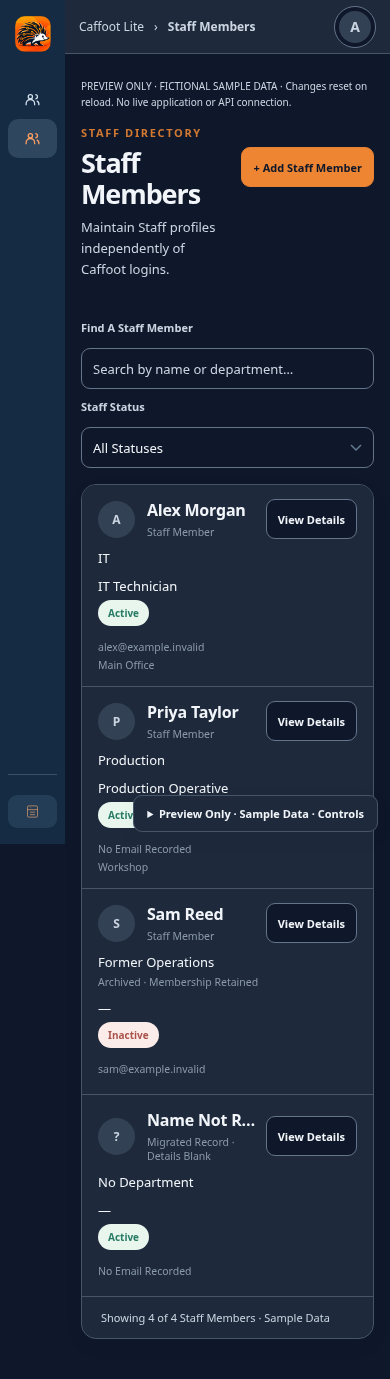 Caffoot Lite › Staff Members
A
PREVIEW ONLY · FICTIONAL SAMPLE DATA · Changes reset on
reload. No live application or API connection.
STAFF DIRECTORY
Staff
Members
+ Add Staff Member
Maintain Staff profiles
independently of
Caffoot logins.
Find A Staff Member
Search by name or department...
Staff Status
All Statuses
A
Alex Morgan
Staff Member
View Details
IT
IT Technician
Active
alex@example.invalid
Main Office
P
Priya Taylor
Staff Member
View Details
Production
Production Operative
Activ
▶ Preview Only · Sample Data · Controls
No Email Recorded
Workshop
S
Sam Reed
Staff Member
View Details
Former Operations
Archived · Membership Retained
—
Inactive
sam@example.invalid
?
Name Not R...
Migrated Record ·
Details Blank
View Details
No Department
—
Active
No Email Recorded
Showing 4 of 4 Staff Members · Sample Data